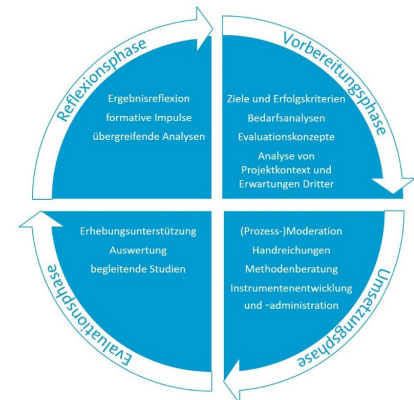 Reflexionsphase
Ergebnisreflexion
formative Impulse
übergreifende Analysen
Vorbereitungsphase
Ziele und Erfolgskriterien
Bedarfsanalysen
Evaluationskonzepte
Analyse von
Projektkontext und
Erwartungen Dritter
Umsetzungsphase
(Prozess-)Moderation
Handreichungen
Methodenberatung
Instrumentenentwicklung
und -administration
Evaluationsphase
Erhebungsunterstützung
Auswertung
begleitende Studien